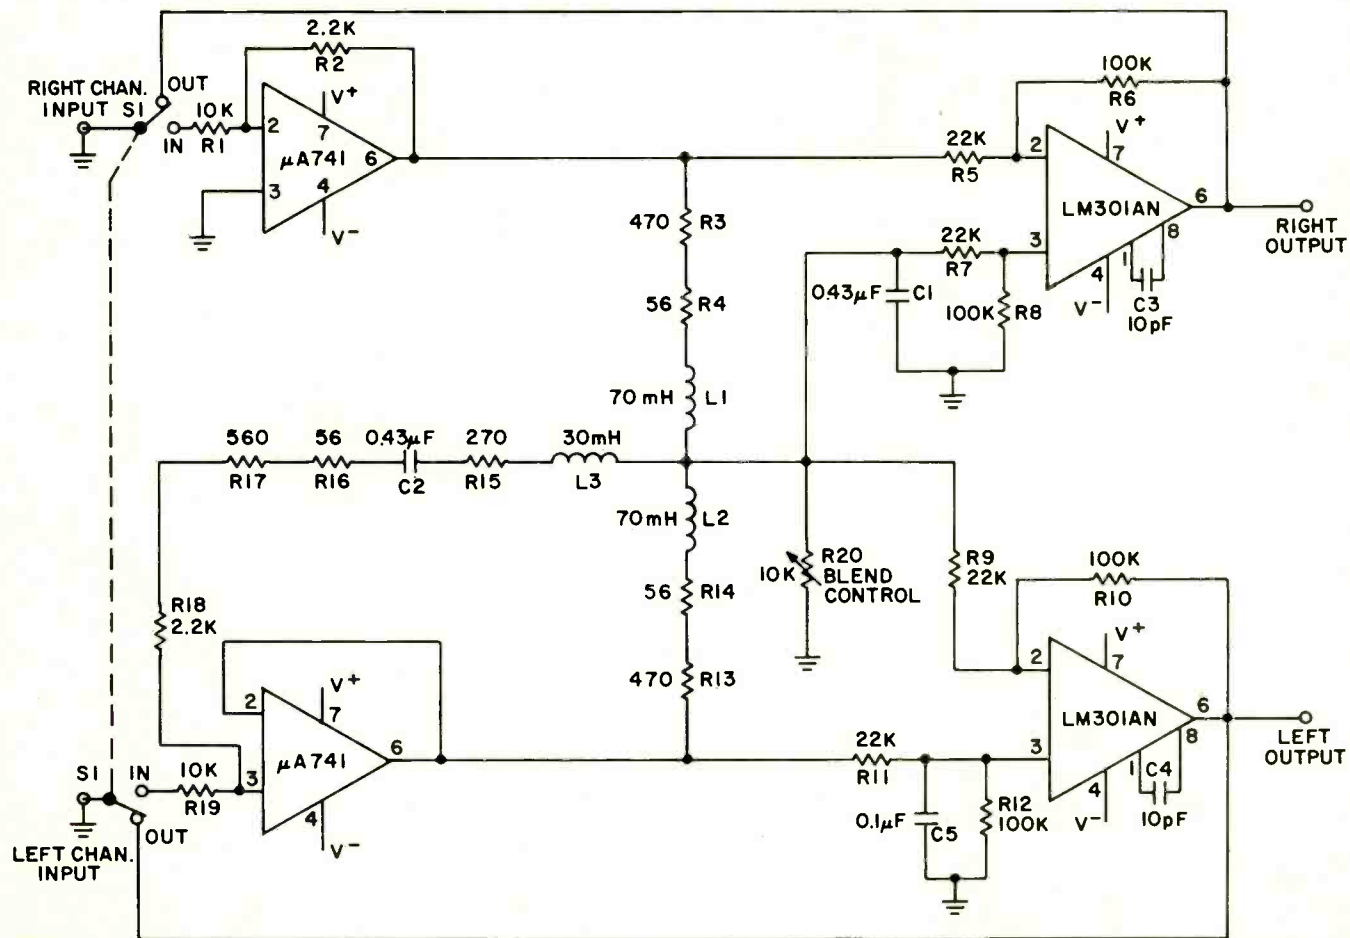 2.2K
R2
RIGHT CHAN.
INPUT S1
OUT
IN
10K
R1
2
3
V+
7
μA741
6
4
V-
470
R3
56
R4
70mH
L1
22K
R5
100K
R6
2
V+
7
LM301AN
6
8
1
3
4
V-
C3
10pF
RIGHT
OUTPUT
22K
R7
0.43μF
C1
100K
R8
560
R17
56
R16
0.43μF
C2
270
R15
30mH
L3
70mH
L2
56
R14
470
R13
10K
R20
BLEND
CONTROL
R9
22K
100K
R10
R18
2.2K
2
V+
7
μA741
6
3
4
V-
S1
IN
10K
R19
OUT
LEFT CHAN.
INPUT
22K
R11
0.1μF
C5
R12
100K
2
V+
7
LM301AN
6
8
3
1
4
V-
C4
10pF
LEFT
OUTPUT